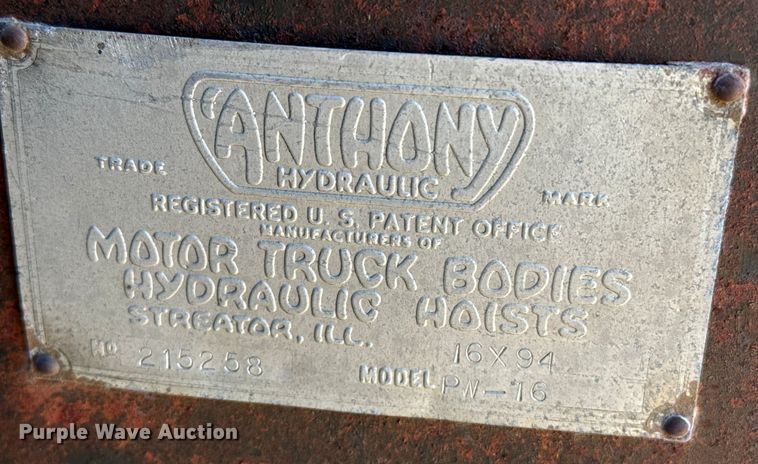 ANTHONY
HYDRAULIC
TRADE MARK
REGISTERED U. S. PATENT OFFICE
MANUFACTURERS OF
MOTOR TRUCK BODIES
HYDRAULIC HOISTS
STREATOR, ILL.
16X94
NO 215258 MODEL PW-16
Purple Wave Auction